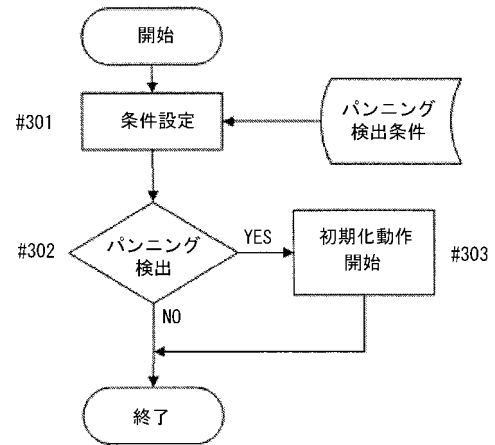 開始
#301
条件設定
パンニング
検出条件
#302
パンニング
検出
YES
初期化動作
開始
#303
NO
終了